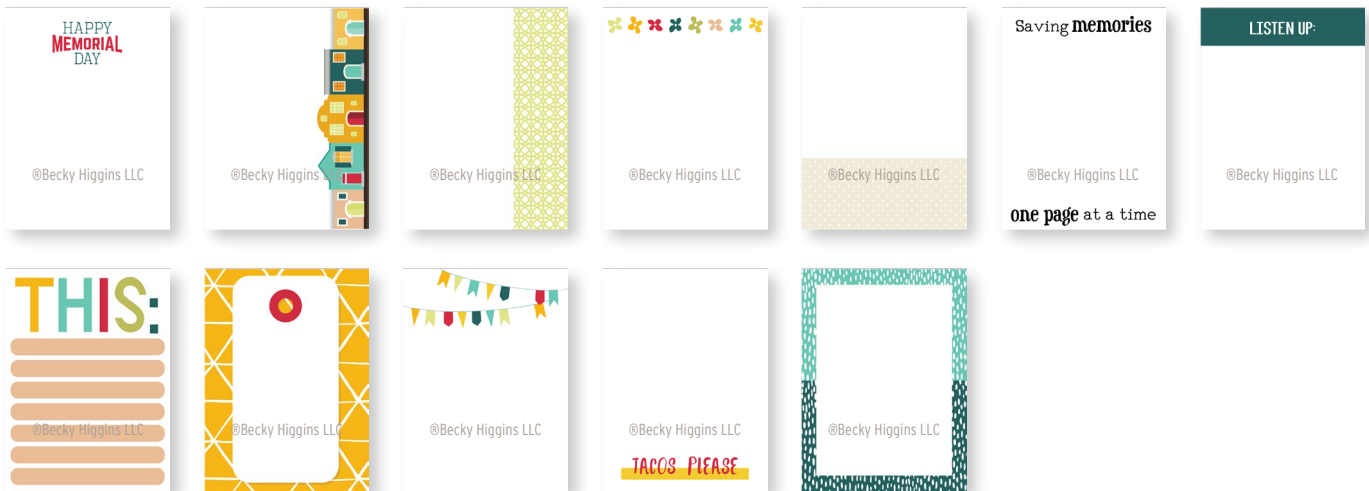 HAPPY
MEMORIAL
DAY
®Becky Higgins LLC
®Becky Higgins LLC
®Becky Higgins LLC
®Becky Higgins LLC
®Becky Higgins LLC
Saving memories
®Becky Higgins LLC
one page at a time
LISTEN UP:
®Becky Higgins LLC
THIS:
®Becky Higgins LLC
®Becky Higgins LLC
®Becky Higgins LLC
®Becky Higgins LLC
TACOS PLEASE
®Becky Higgins LLC